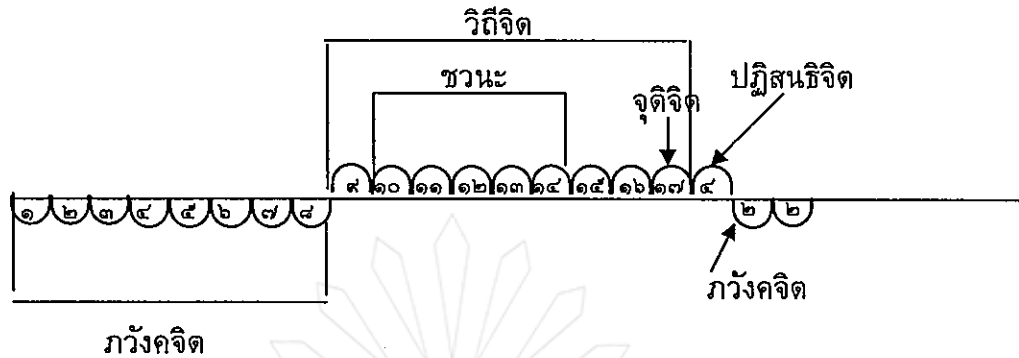 วิถีจิต
ชวนะ
จุติจิต ปฏิสนธิจิต
๙ ๑๐ ๑๑ ๑๒ ๑๓ ๑๔ ๑๕ ๑๖ ๑๗ ๔
๑ ๒ ๓ ๔ ๕ ๖ ๗ ๘ ๒ ๒
ภวังคจิต
ภวังคจิต